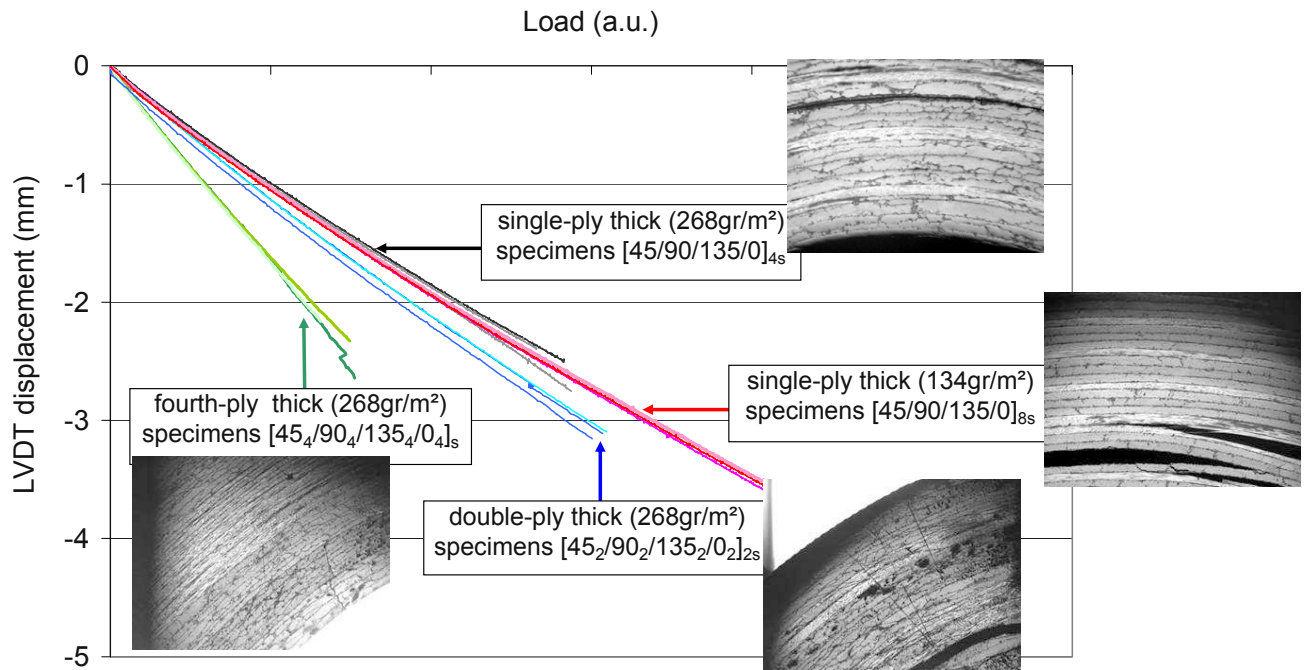 Load (a.u.)
LVDT displacement (mm)
0
-1
-2
-3
-4
-5
single-ply thick (268gr/m²)
specimens [45/90/135/0]₄ₛ
single-ply thick (134gr/m²)
specimens [45/90/135/0]₈ₛ
fourth-ply thick (268gr/m²)
specimens [45₄/90₄/135₄/0₄]ₛ
double-ply thick (268gr/m²)
specimens [45₂/90₂/135₂/0₂]₂ₛ